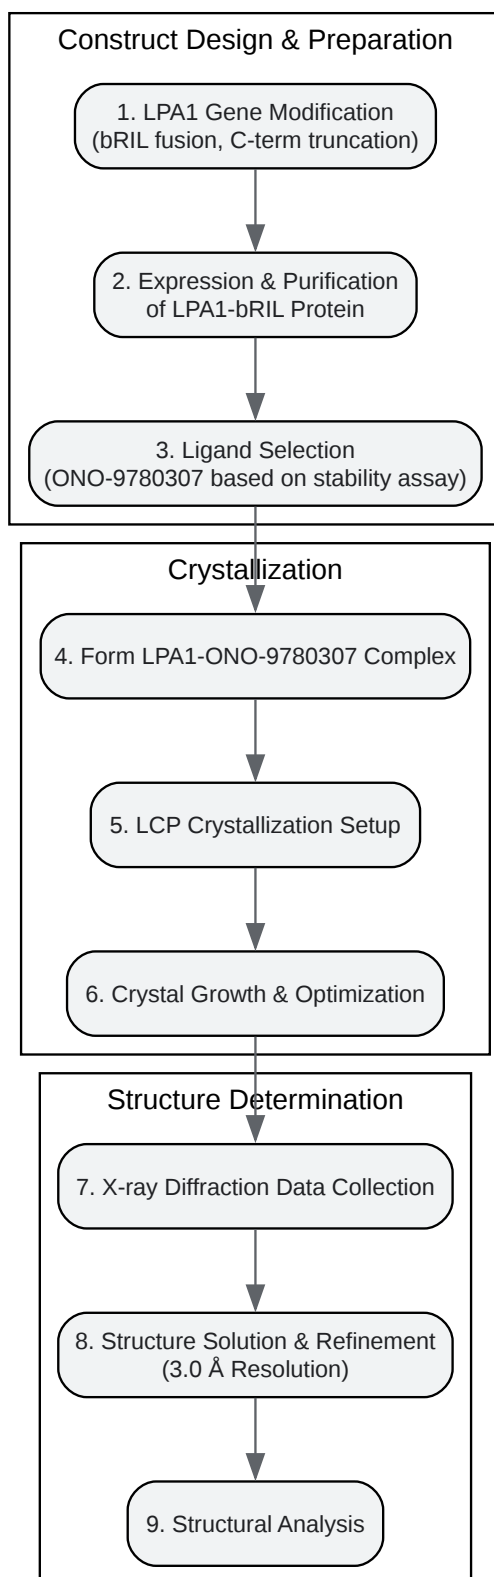 Construct Design & Preparation
1. LPA1 Gene Modification
(bRIL fusion, C-term truncation)
2. Expression & Purification
of LPA1-bRIL Protein
3. Ligand Selection
(ONO-9780307 based on stability assay)
Crystallization
4. Form LPA1-ONO-9780307 Complex
5. LCP Crystallization Setup
6. Crystal Growth & Optimization
Structure Determination
7. X-ray Diffraction Data Collection
8. Structure Solution & Refinement
(3.0 Å Resolution)
9. Structural Analysis